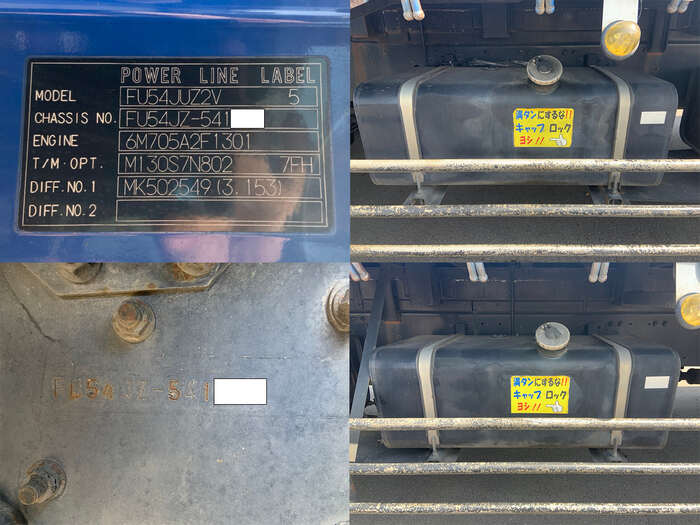 POWER LINE LABEL
MODEL FU54JUZ2V 5
CHASSIS NO. FU54JZ-541
ENGINE 6M705A2F1301
T/M·OPT. M130S7N802 7FH
DIFF.NO.1 MK502549(3.153)
DIFF.NO.2
満タンにするな!!
キャップ ロック
ヨシ!!
FU54JZ-541
満タンにするな!!
キャップ ロック
ヨシ!!